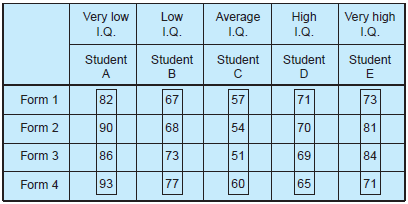 Very low Low Average High Very high
I.Q. I.Q. I.Q. I.Q. I.Q.
Student Student Student Student Student
A B C D E
Form 1 82 67 57 71 73
Form 2 90 68 54 70 81
Form 3 86 73 51 69 84
Form 4 93 77 60 65 71